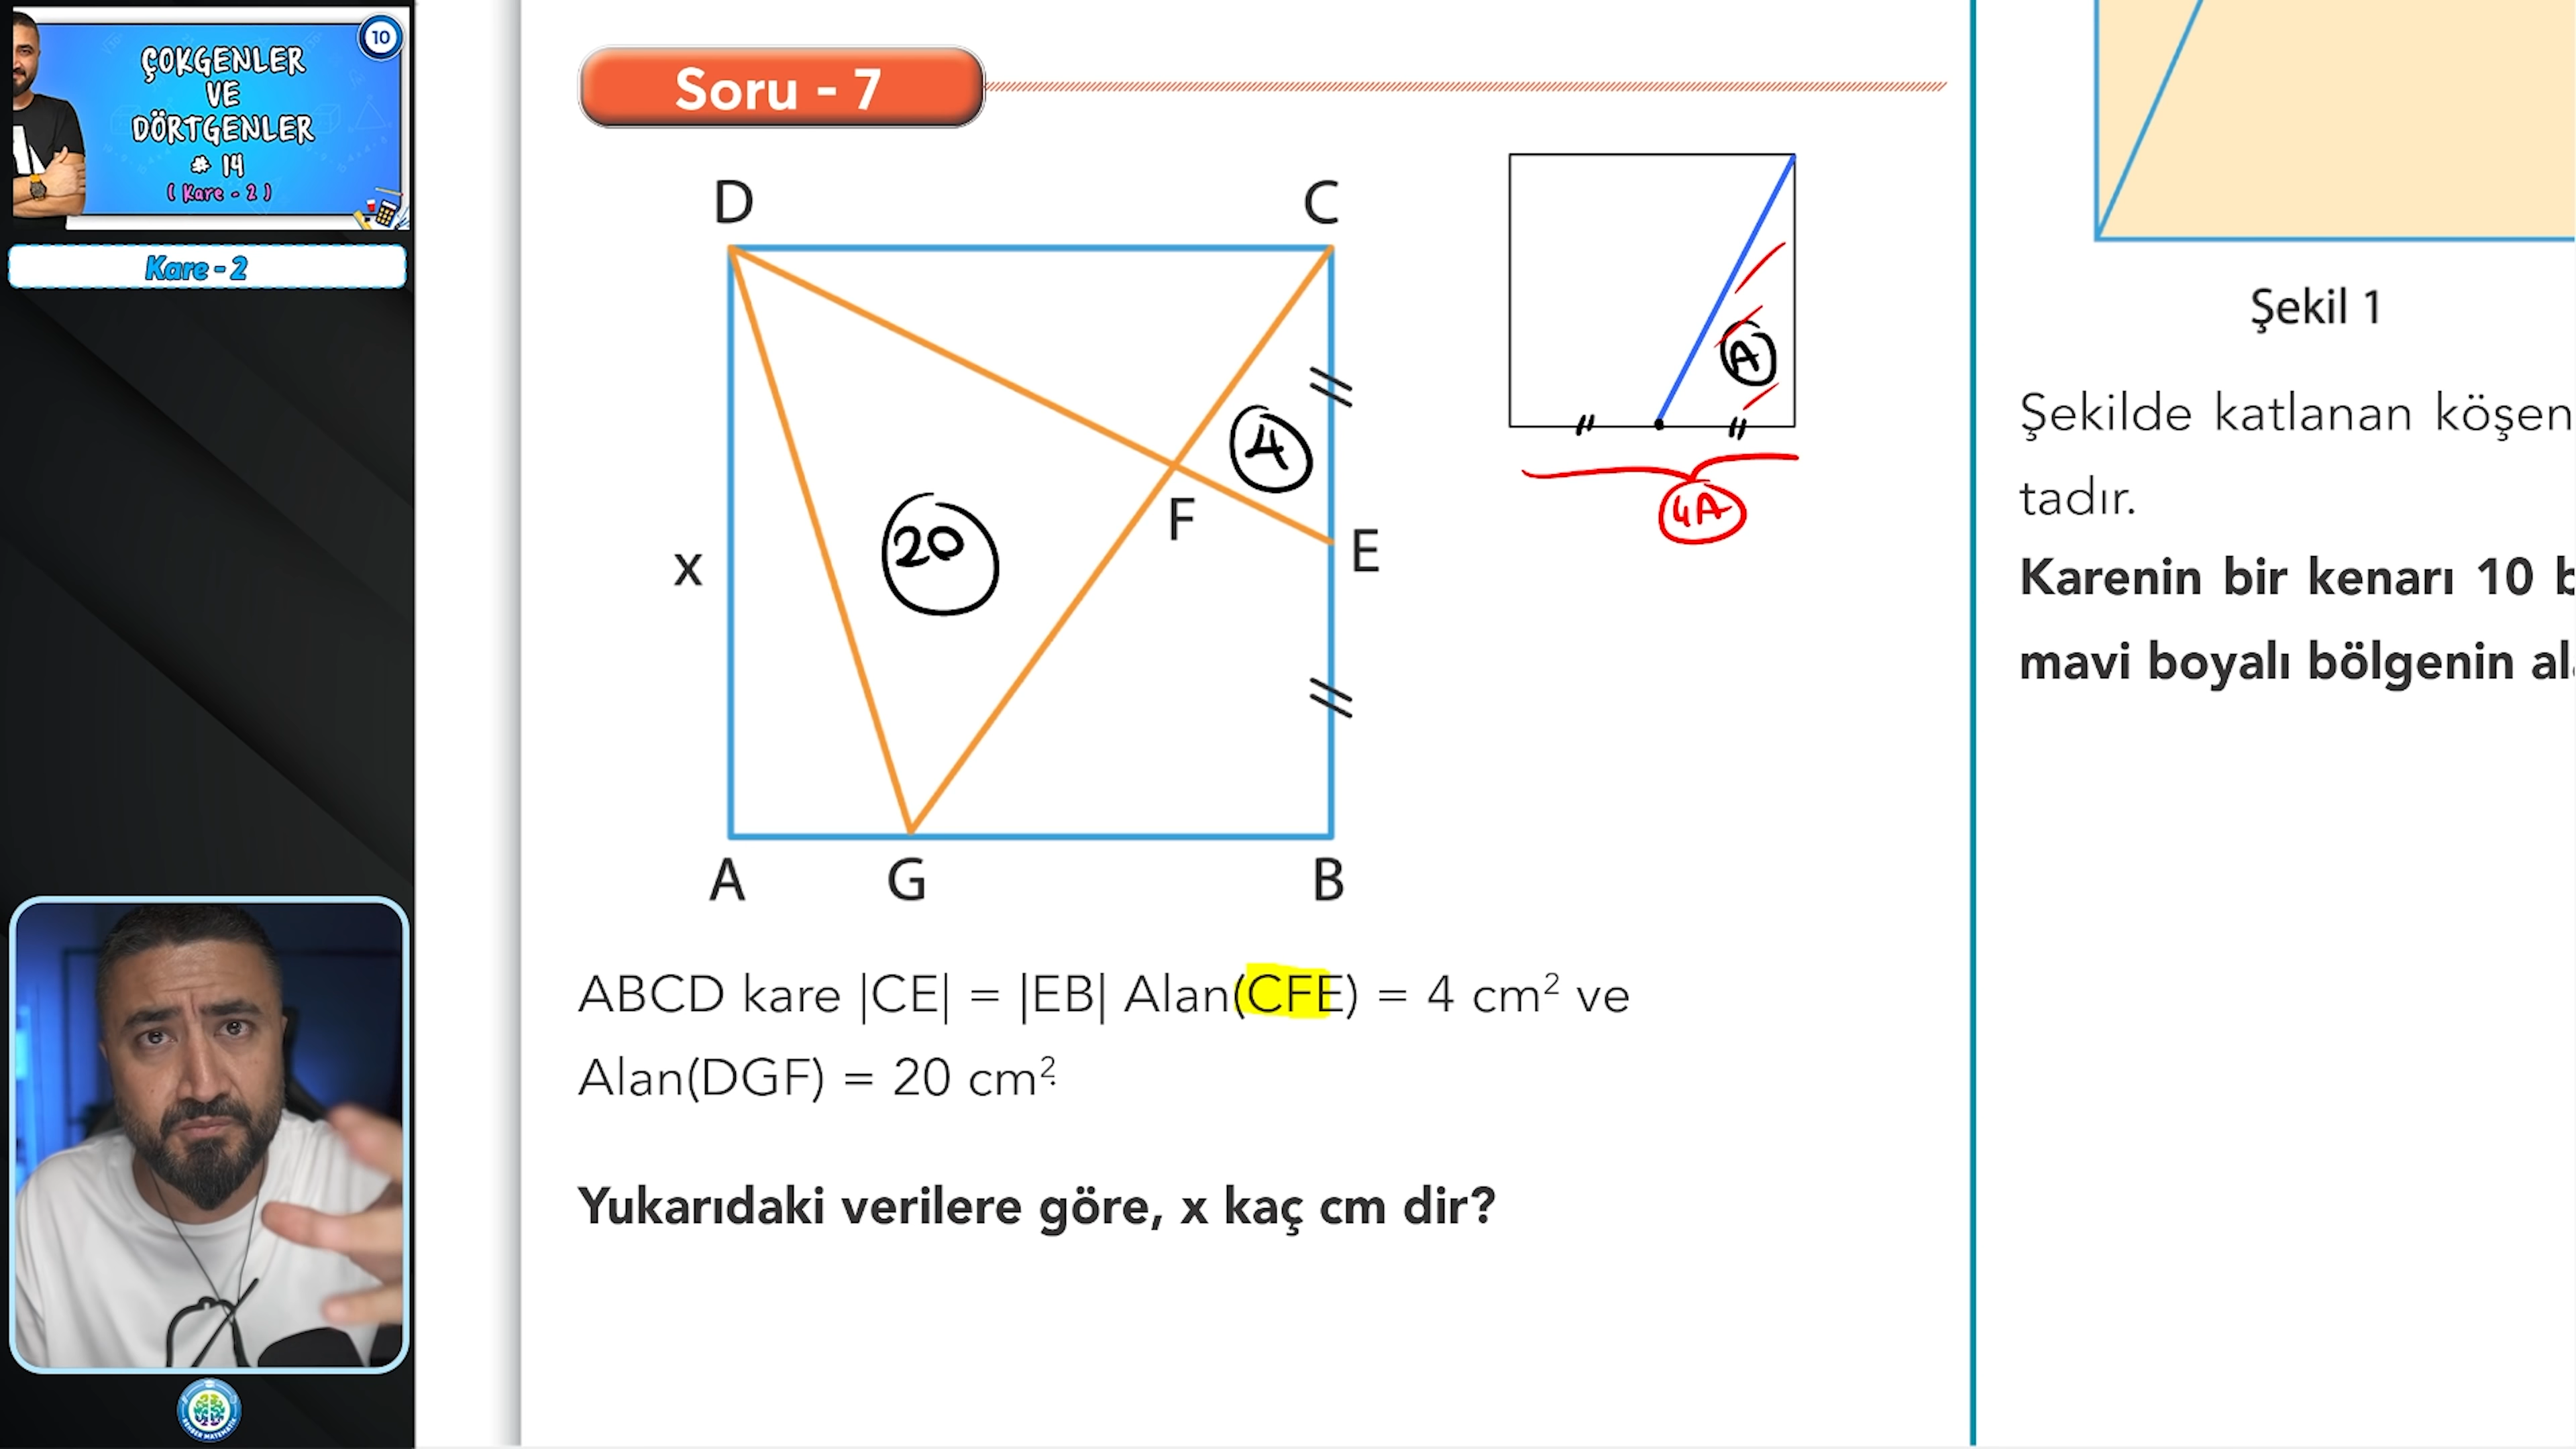 ÇOKGENLER
VE
DÖRTGENLER
# 14
( Kare - 2 )
10
Kare - 2
REHBER MATEMATİK
Soru - 7
D
C
x
20
4
F
E
A
G
B
A
4A
ABCD kare |CE| = |EB| Alan(CFE) = 4 cm² ve
Alan(DGF) = 20 cm².
Yukarıdaki verilere göre, x kaç cm dir?
Şekil 1
Şekilde katlanan köşen
tadır.
Karenin bir kenarı 10 b
mavi boyalı bölgenin al